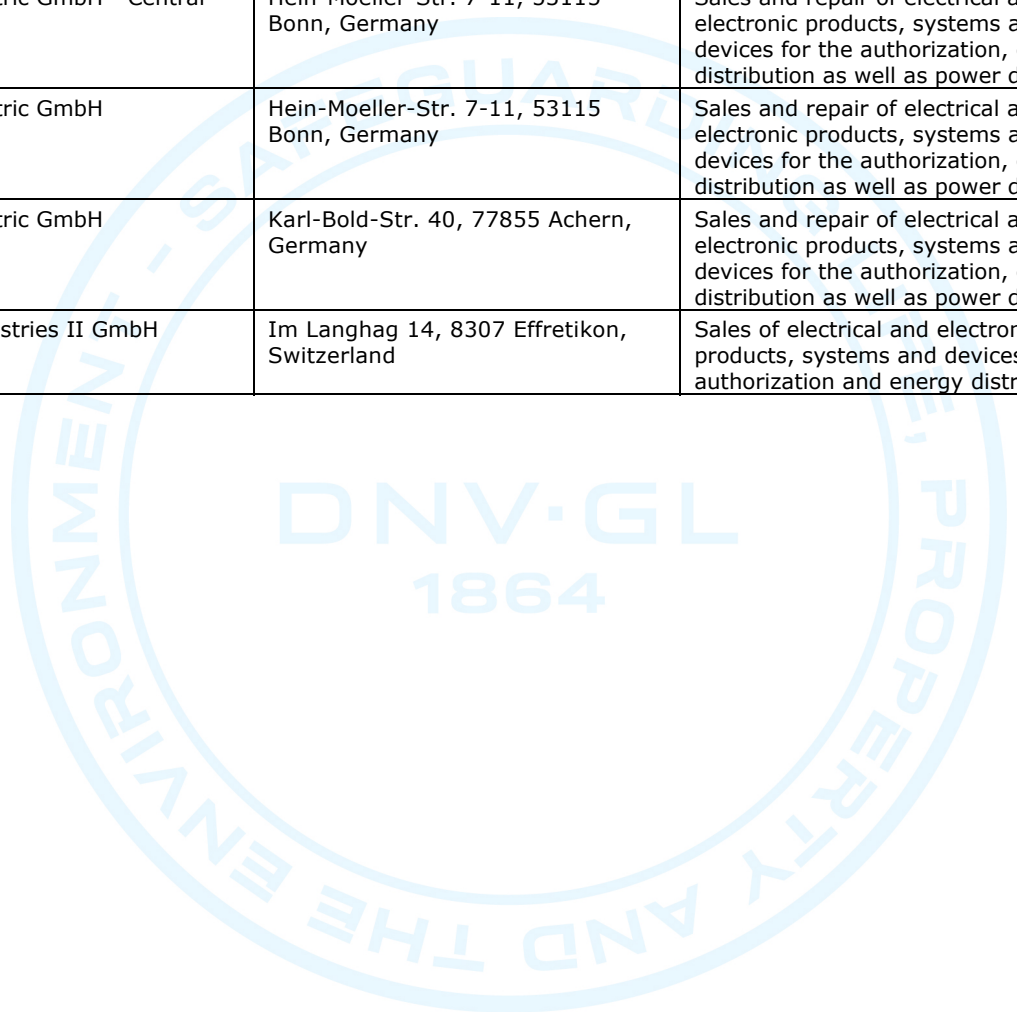 tric GmbH - Central
Hein-Moeller-Str. 7-11, 53115
Bonn, Germany
Sales and repair of electrical a
electronic products, systems a
devices for the authorization,
distribution as well as power d
tric GmbH
Hein-Moeller-Str. 7-11, 53115
Bonn, Germany
Sales and repair of electrical a
electronic products, systems a
devices for the authorization,
distribution as well as power d
tric GmbH
Karl-Bold-Str. 40, 77855 Achern,
Germany
Sales and repair of electrical a
electronic products, systems a
devices for the authorization,
distribution as well as power d
stries II GmbH
Im Langhag 14, 8307 Effretikon,
Switzerland
Sales of electrical and electron
products, systems and devices
authorization and energy distr
SAFEGUARDING LIFE, PROPERTY AND THE ENVIRONMENT
DNV·GL
1864